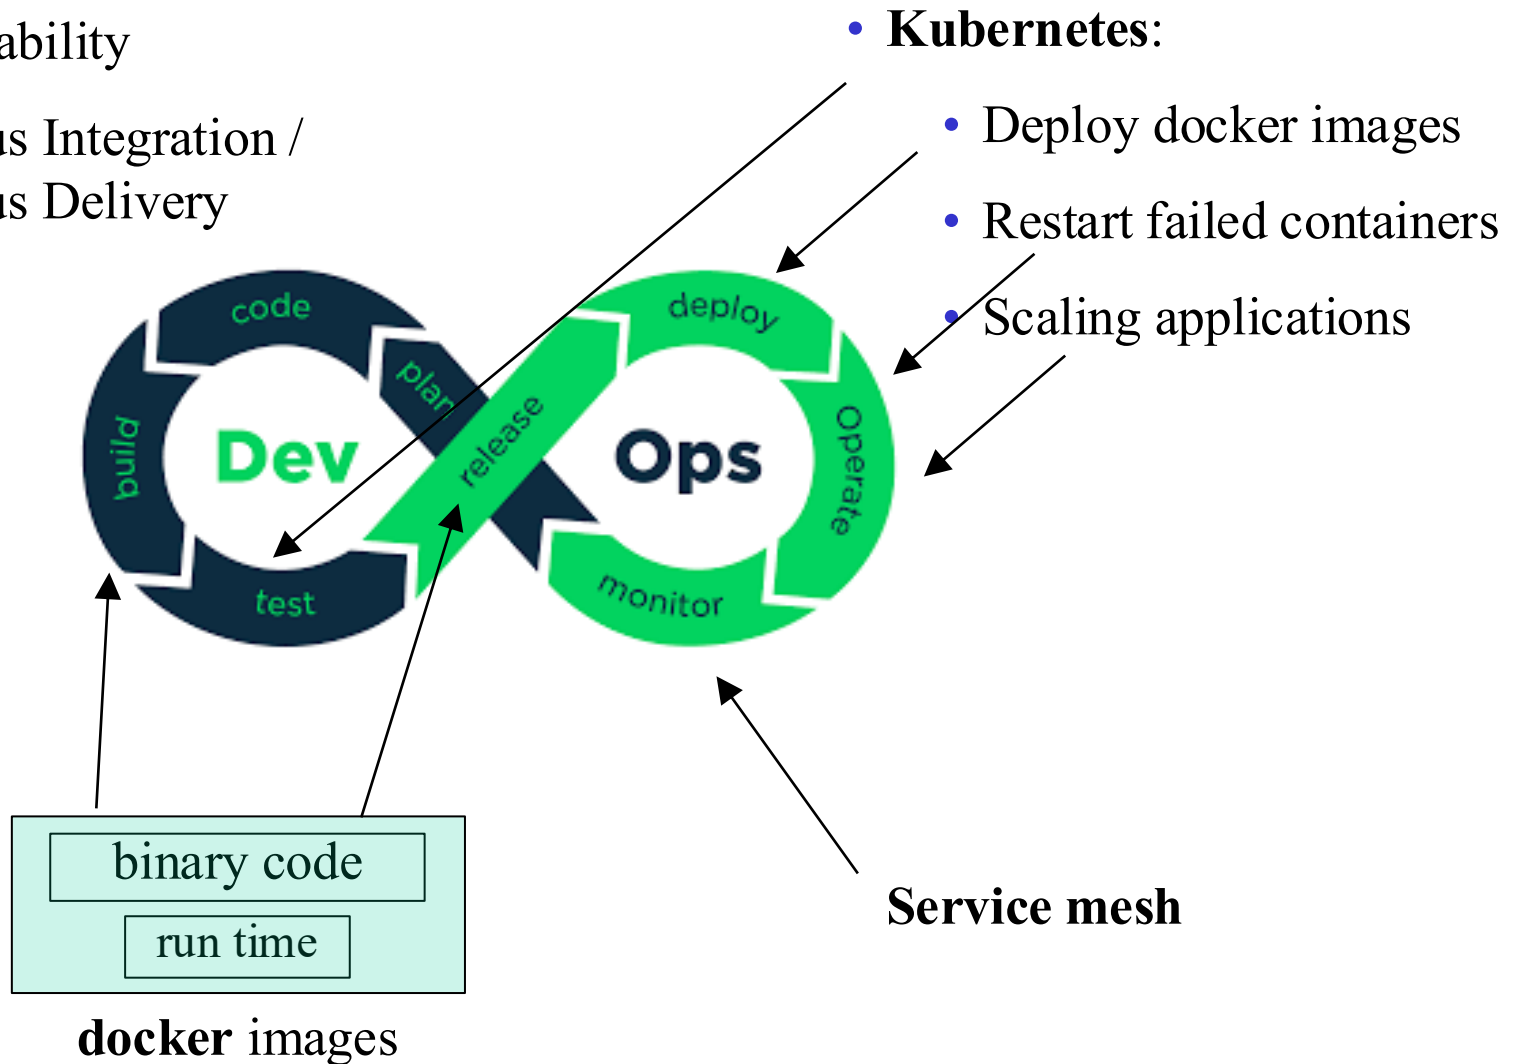 ability
us Integration /
us Delivery
• Kubernetes:
• Deploy docker images
• Restart failed containers
• Scaling applications
code
plan
build
Dev
test
release
deploy
Operate
Ops
monitor
binary code
run time
docker images
Service mesh